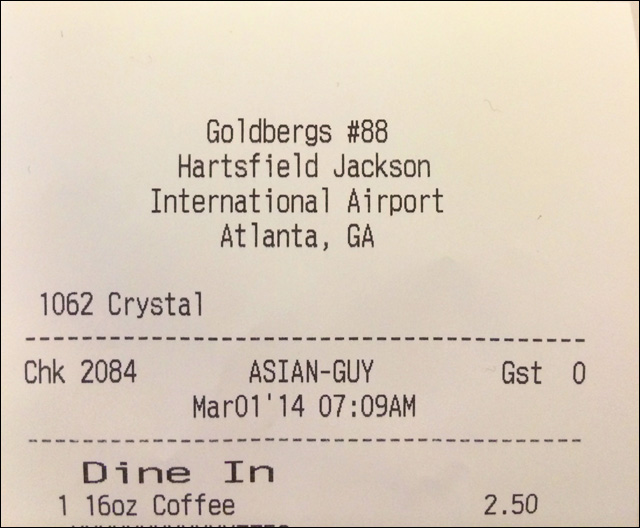 Goldbergs #88
Hartsfield Jackson
International Airport
Atlanta, GA
1062 Crystal
Chk 2084 ASIAN-GUY Gst 0
Mar01'14 07:09AM
Dine In
1 16oz Coffee 2.50